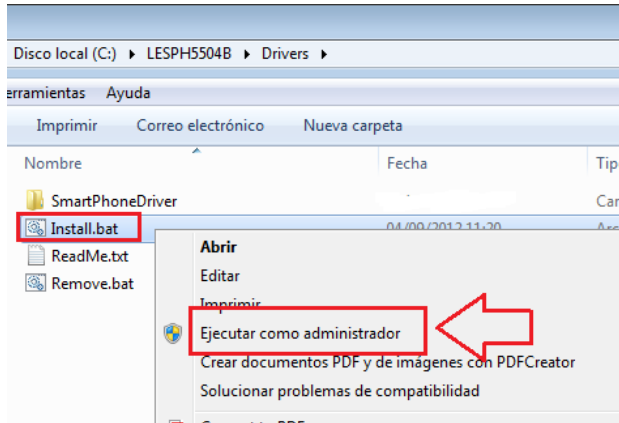 Disco local (C:) ▸ LESPH5504B ▸ Drivers ▸
erramientas Ayuda
Imprimir Correo electrónico Nueva carpeta
Nombre Fecha Tip
SmartPhoneDriver Car
Install.bat 04/09/2012 11:20 Arc
ReadMe.txt
Remove.bat
Abrir
Editar
Imprimir
Ejecutar como administrador
Crear documentos PDF y de imágenes con PDFCreator
Solucionar problemas de compatibilidad